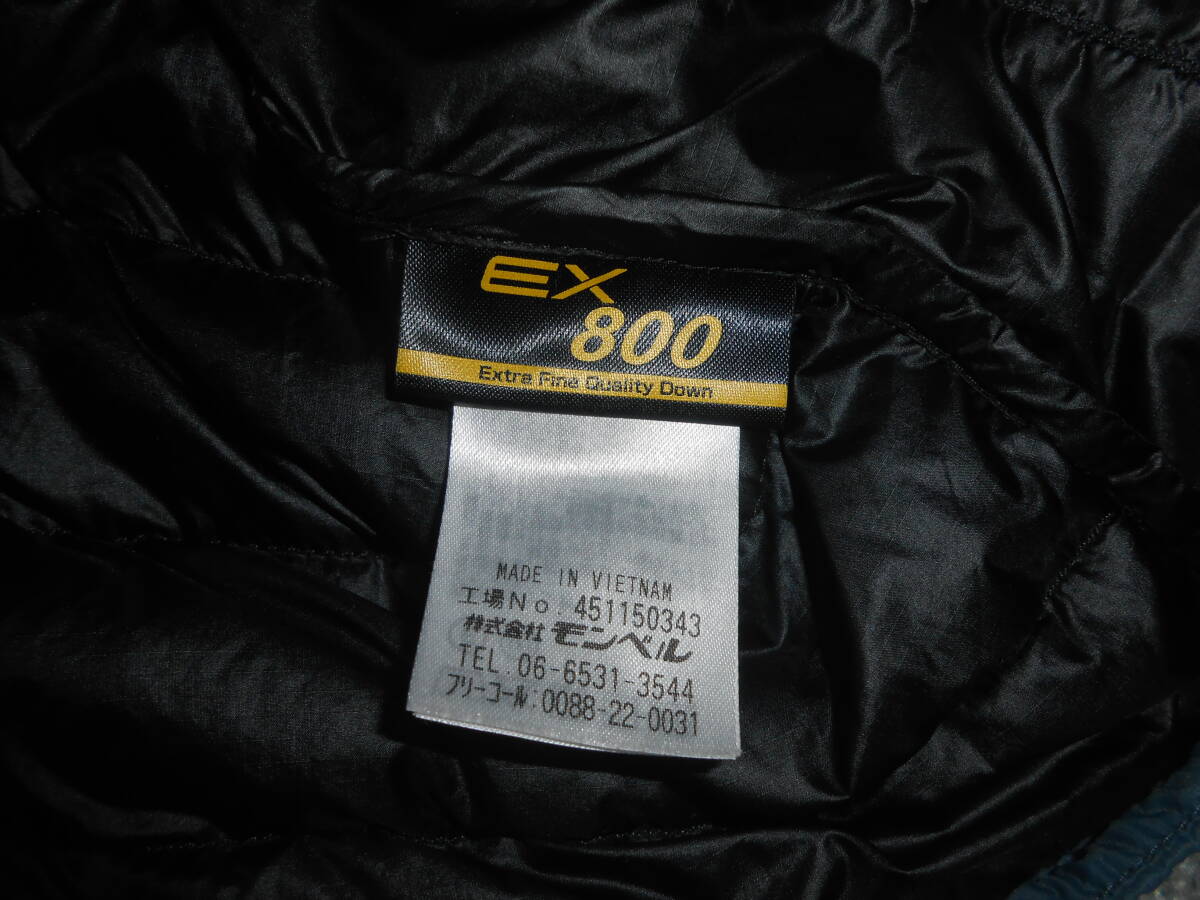 EX
800
Extra Fine Quality Down
MADE IN VIETNAM
工場No. 451150343
株式会社 モンベル
TEL. 06-6531-3544
フリーコール:0088-22-0031